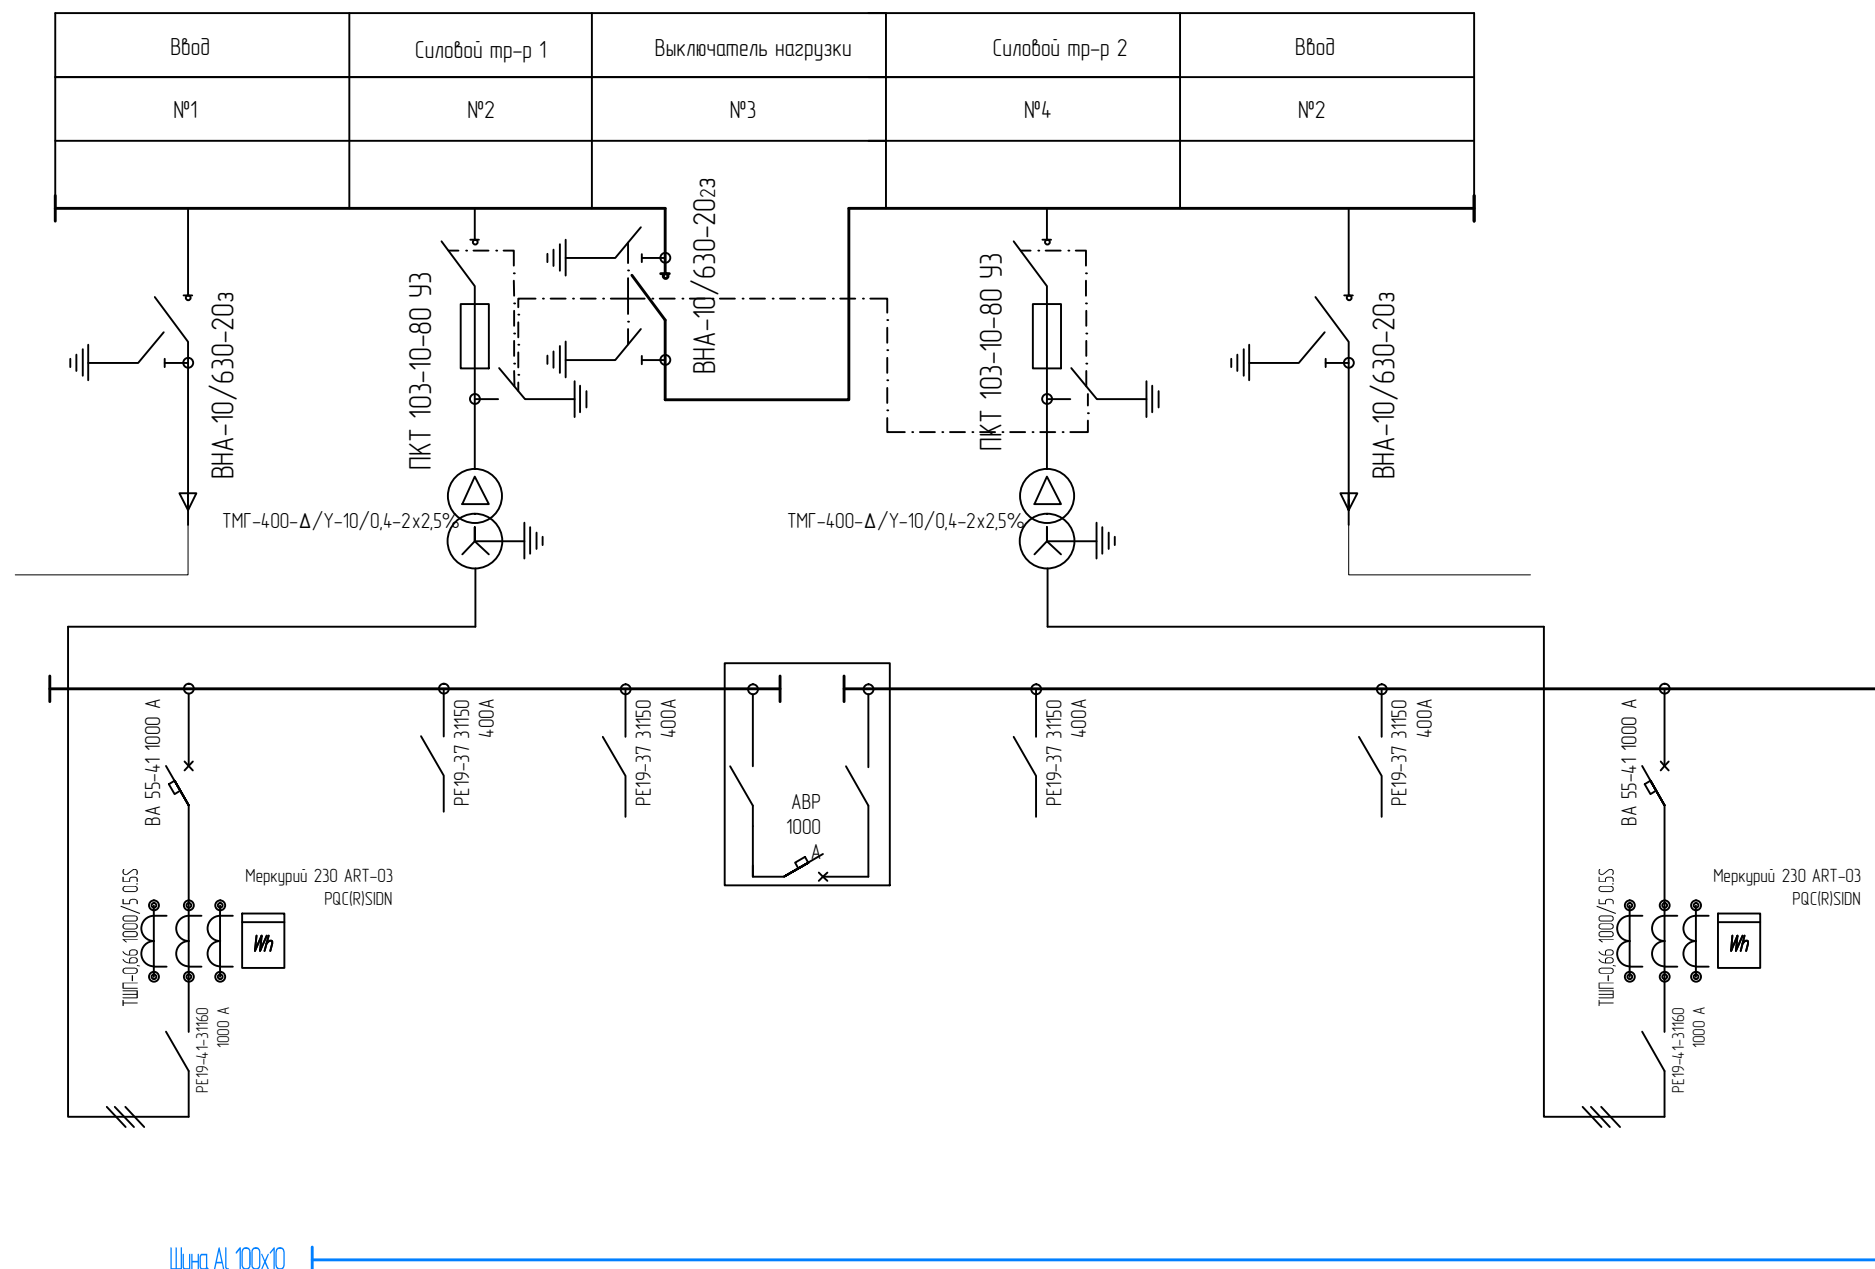 Ввод
Силовой тр-р 1
Выключатель нагрузки
Силовой тр-р 2
Ввод
№1
№2
№3
№4
№2
ВНА-10/630-20з
ПКТ 103-10-80 У3
ВНА-10/630-202з
ПКТ 103-10-80 У3
ВНА-10/630-20з
ТМГ-400-Δ/Y-10/0,4-2х2,5%
ТМГ-400-Δ/Y-10/0,4-2х2,5%
ВА 55-41 1000 А
РЕ19-37 31150
400А
РЕ19-37 31150
400А
АВР
1000
А
РЕ19-37 31150
400А
РЕ19-37 31150
400А
ВА 55-41 1000 А
ТШП-0,66 1000/5 0.5S
Меркурий 230 ART-03
PQC(R)SIDN
Wh
РЕ19-41-31160
1000 А
ТШП-0,66 1000/5 0.5S
Меркурий 230 ART-03
PQC(R)SIDN
Wh
РЕ19-41-31160
1000 А
Шина Al 100х10